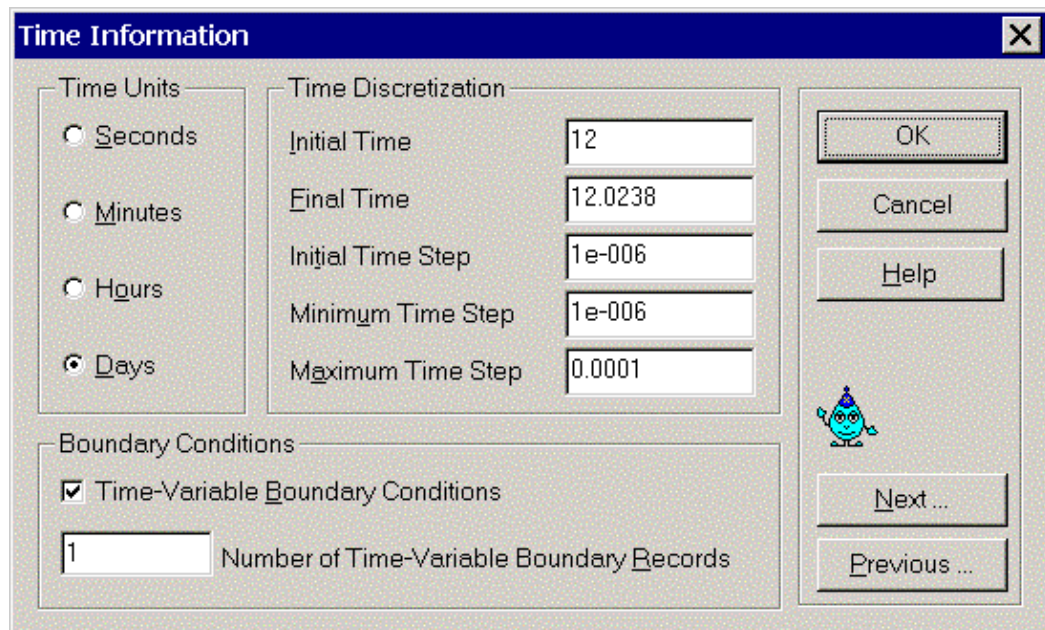 Time Information
Time Units
Seconds
Minutes
Hours
Days
Time Discretization
Initial Time 12
Final Time 12.0238
Initial Time Step 1e-006
Minimum Time Step 1e-006
Maximum Time Step 0.0001
Boundary Conditions
Time-Variable Boundary Conditions
1 Number of Time-Variable Boundary Records
OK
Cancel
Help
Next ...
Previous ...